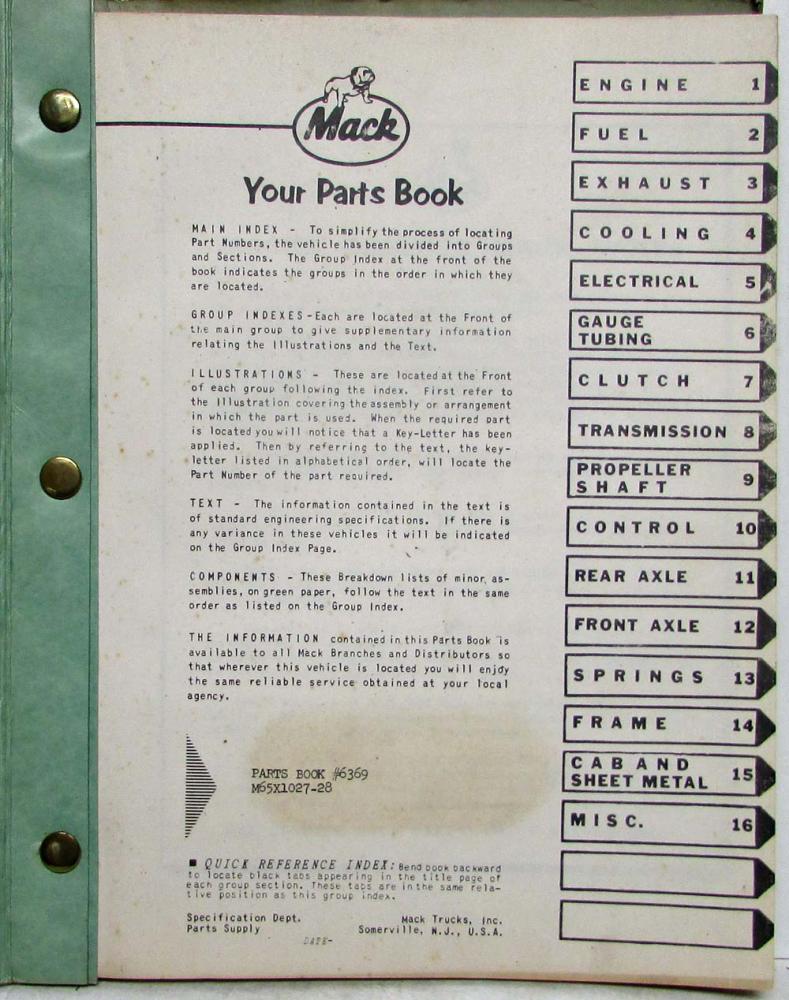 Mack
Your Parts Book
MAIN INDEX - To simplify the process of locating
Part Numbers, the vehicle has been divided into Groups
and Sections. The Group Index at the front of the
book indicates the groups in the order in which they
are located.
GROUP INDEXES-Each are located at the Front of
the main group to give supplementary information
relating the Illustrations and the Text.
ILLUSTRATIONS - These are located at the Front
of each group following the index. First refer to
the Illustration covering the assembly or arrangement
in which the part is used. When the required part
is located you will notice that a Key-Letter has been
applied. Then by referring to the text, the key-
letter listed in alphabetical order, will locate the
Part Number of the part required.
TEXT - The information contained in the text is
of standard engineering specifications. If there is
any variance in these vehicles it will be indicated
on the Group Index Page.
COMPONENTS - These Breakdown lists of minor as-
semblies, on green paper, follow the text in the same
order as listed on the Group Index.
THE INFORMATION contained in this Parts Book is
available to all Mack Branches and Distributors so
that wherever this vehicle is located you will enjoy
the same reliable service obtained at your local
agency.
PARTS BOOK #6369
M65X1027-28
■ QUICK REFERENCE INDEX: Bend book backward
to locate black tabs appearing in the title page of
each group section. These tabs are in the same rela-
tive position as this group index.
Specification Dept.
Parts Supply
Mack Trucks, Inc.
Somerville, N.J., U.S.A.
DATE-
ENGINE 1
FUEL 2
EXHAUST 3
COOLING 4
ELECTRICAL 5
GAUGE
TUBING 6
CLUTCH 7
TRANSMISSION 8
PROPELLER
SHAFT 9
CONTROL 10
REAR AXLE 11
FRONT AXLE 12
SPRINGS 13
FRAME 14
CAB AND
SHEET METAL 15
MISC. 16